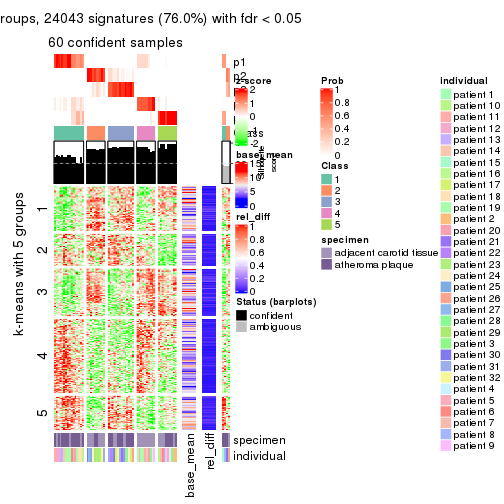 roups, 24043 signatures (76.0%) with fdr < 0.05
60 confident samples
p1
p2
z-score
2
1
0
-1
-2
Class
silhouette
score
base_mean
15
10
5
0
rel_diff
1
0.8
0.6
0.4
0.2
0
Status (barplots)
confident
ambiguous
k-means with 5 groups
1
2
3
4
5
base_mean
rel_diff
specimen
individual
Prob
1
0.8
0.6
0.4
0.2
0
Class
1
2
3
4
5
specimen
adjacent carotid tissue
atheroma plaque
individual
patient 1
patient 10
patient 11
patient 12
patient 13
patient 14
patient 15
patient 16
patient 17
patient 18
patient 19
patient 2
patient 20
patient 21
patient 22
patient 23
patient 24
patient 25
patient 26
patient 27
patient 28
patient 29
patient 3
patient 30
patient 31
patient 32
patient 4
patient 5
patient 6
patient 7
patient 8
patient 9